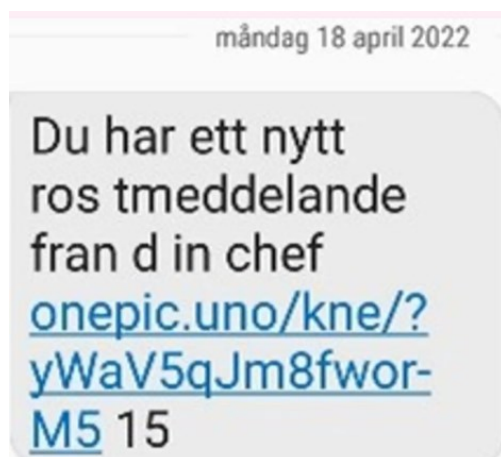 måndag 18 april 2022
Du har ett nytt
ros tmeddelande
fran d in chef
onepic.uno/kne/?
yWaV5qJm8fwor-
M5 15